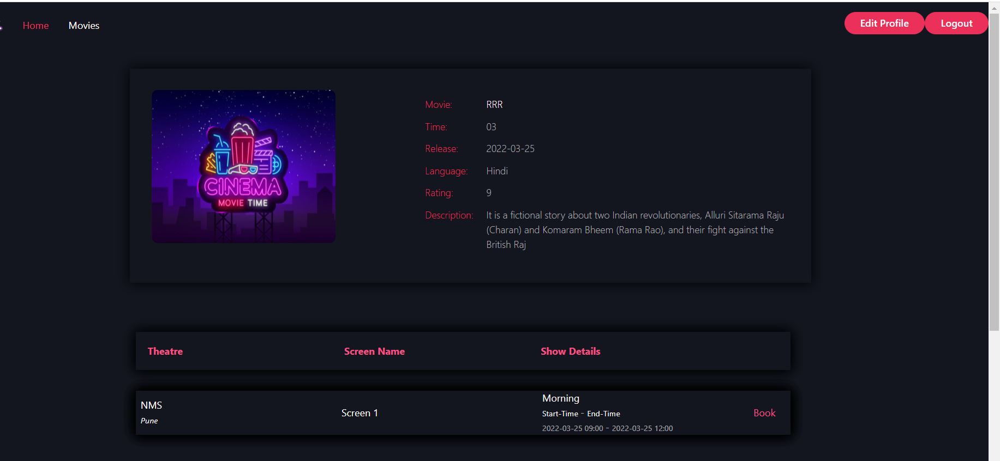 Home Movies Edit Profile Logout
CINEMA
MOVIE TIME
Movie: RRR
Time: 03
Release: 2022-03-25
Language: Hindi
Rating: 9
Description: It is a fictional story about two Indian revolutionaries, Alluri Sitarama Raju
(Charan) and Komaram Bheem (Rama Rao), and their fight against the
British Raj
Theatre Screen Name Show Details
NMS
Pune
Screen 1
Morning
Start-Time - End-Time
2022-03-25 09:00 - 2022-03-25 12:00
Book